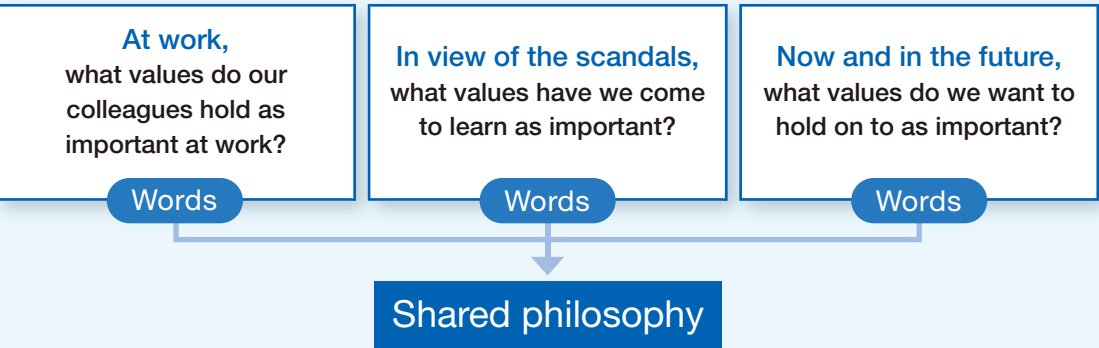 At work,
what values do our
colleagues hold as
important at work?
Words
In view of the scandals,
what values have we come
to learn as important?
Words
Now and in the future,
what values do we want to
hold on to as important?
Words
Shared philosophy